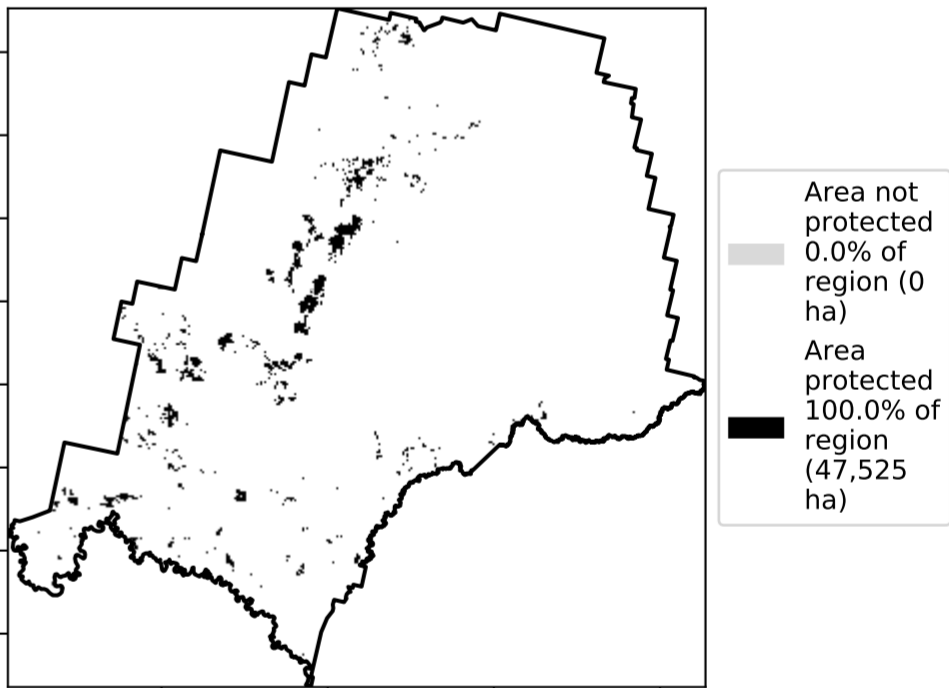 Area not
protected
0.0% of
region (0
ha)
Area
protected
100.0% of
region
(47,525
ha)